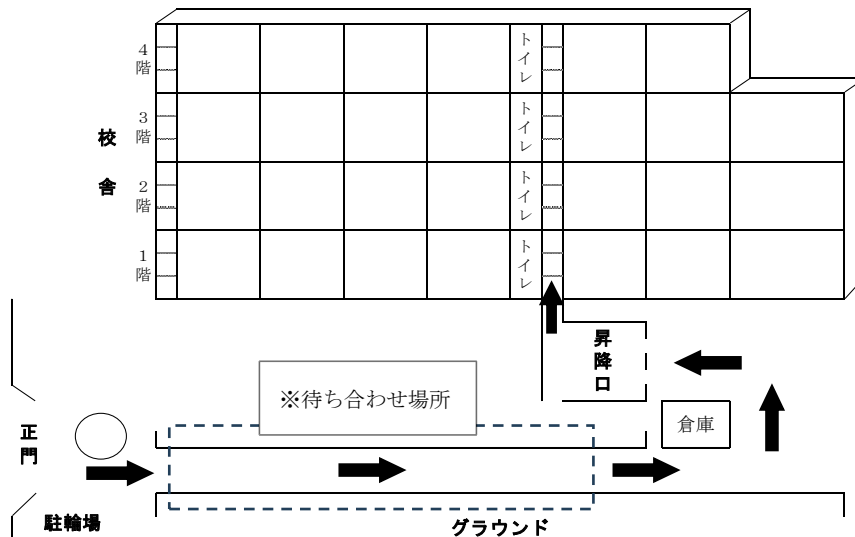 4階
トイレ
3階
トイレ
校舎
2階
トイレ
1階
トイレ
昇降口
※待ち合わせ場所
倉庫
正門
駐輪場
グラウンド